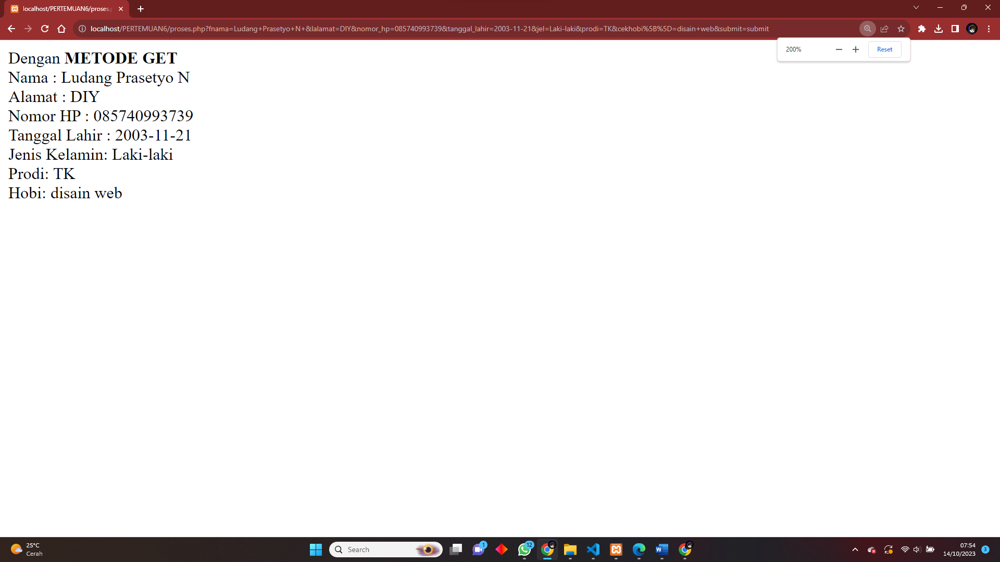 localhost/PERTEMUAN6/proses.p
localhost/PERTEMUAN6/proses.php?fnama=Ludang+Prasetyo+N+&lalamat=DIY&nomor_hp=085740993739&tanggal_lahir=2003-11-21&jel=Laki-laki&prodi=TK&cekhobi%5B%5D=disain+web&submit=submit
200%
Reset
Dengan METODE GET
Nama : Ludang Prasetyo N
Alamat : DIY
Nomor HP : 085740993739
Tanggal Lahir : 2003-11-21
Jenis Kelamin: Laki-laki
Prodi: TK
Hobi: disain web
25°C
Cerah
Search
1
12
W
07:54
14/10/2023
3